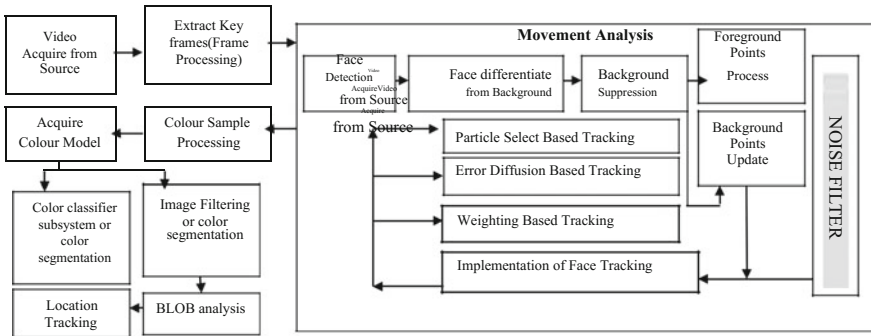 Video
Acquire from
Source
Extract Key
frames(Frame
Processing)
Movement Analysis
Face
Detection
Video
AcquireVideo
from Source
Acquire
from Source
Face differentiate
from Background
Background
Suppression
Foreground
Points
Process
Acquire
Colour Model
Colour Sample
Processing
Particle Select Based Tracking
Error Diffusion Based Tracking
Weighting Based Tracking
Implementation of Face Tracking
Background
Points
Update
NOISE FILTER
Color classifier
subsystem or
color
segmentation
Image Filtering
or color
segmentation
Location
Tracking
BLOB analysis